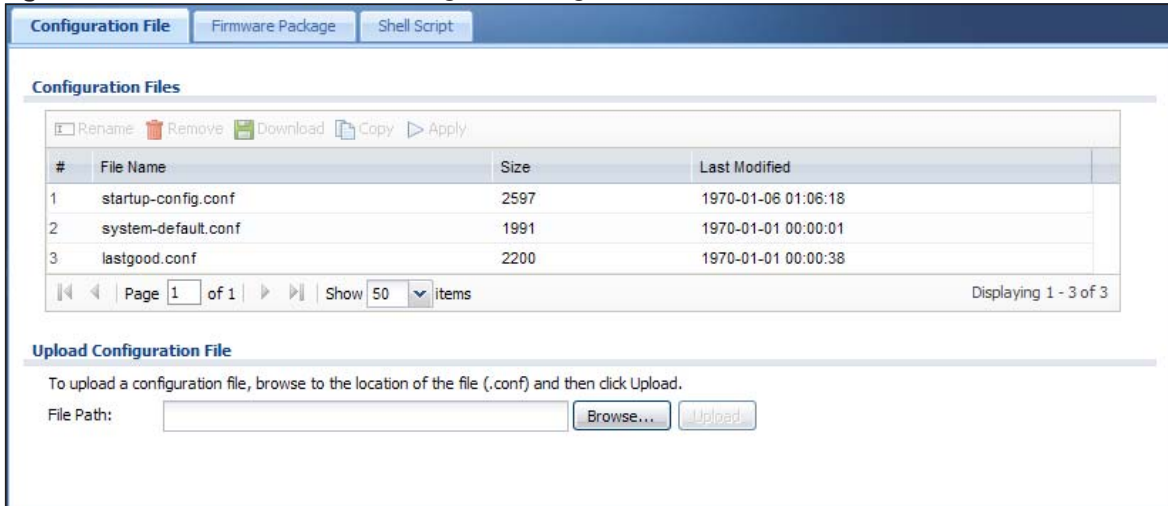 Configuration File Firmware Package Shell Script
Configuration Files
Rename Remove Download Copy Apply
# File Name Size Last Modified
1 startup-config.conf 2597 1970-01-06 01:06:18
2 system-default.conf 1991 1970-01-01 00:00:01
3 lastgood.conf 2200 1970-01-01 00:00:38
Page 1 of 1 Show 50 items Displaying 1 - 3 of 3
Upload Configuration File
To upload a configuration file, browse to the location of the file (.conf) and then click Upload.
File Path: Browse... Upload